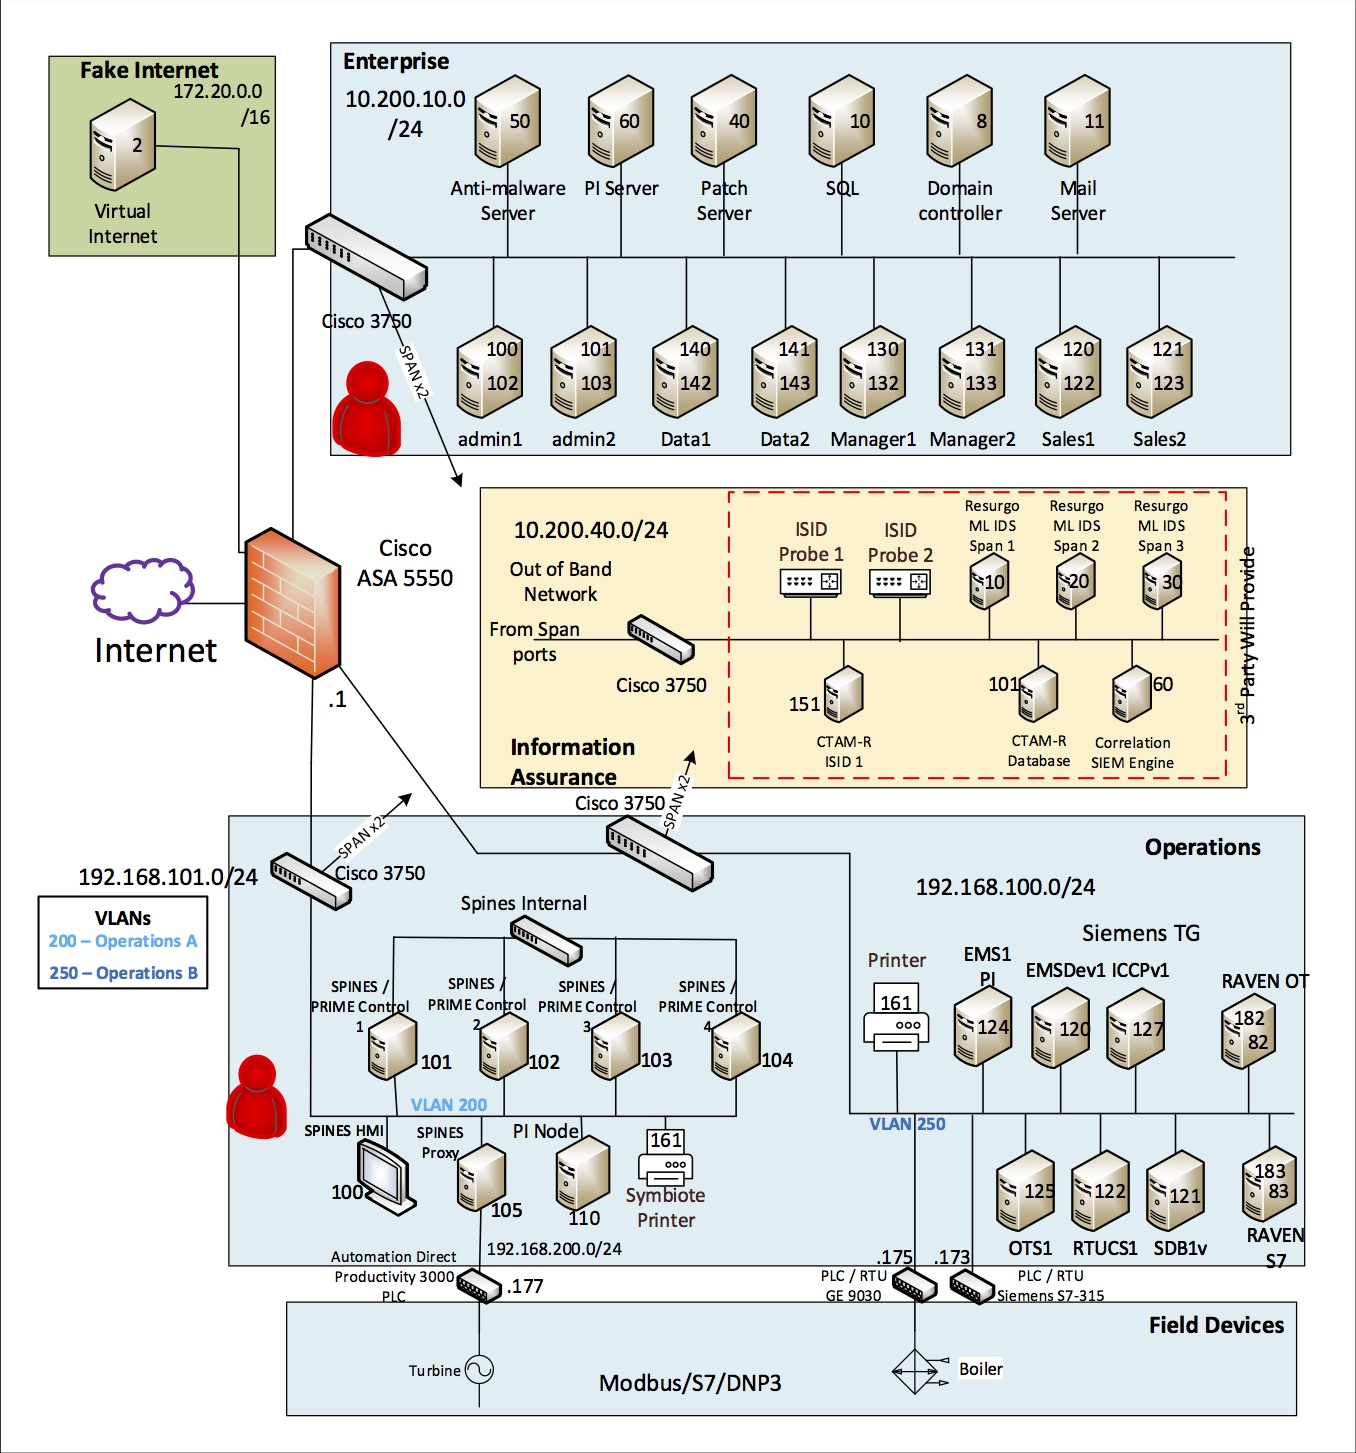 Fake Internet
172.20.0.0
/16
2
Virtual
Internet
Enterprise
10.200.10.0
/24
50
60
40
10
8
11
Anti-malware
Server
PI Server
Patch
Server
SQL
Domain
controller
Mail
Server
Cisco 3750
SPAN x2
100
102
101
103
140
142
141
143
130
132
131
133
120
122
121
123
admin1
admin2
Data1
Data2
Manager1
Manager2
Sales1
Sales2
Cisco
ASA 5550
Internet
.1
10.200.40.0/24
Out of Band
Network
From Span
ports
Cisco 3750
Information
Assurance
ISID
Probe 1
ISID
Probe 2
Resurgo
ML IDS
Span 1
Resurgo
ML IDS
Span 2
Resurgo
ML IDS
Span 3
10
20
30
151
101
60
CTAM-R
ISID 1
CTAM-R
Database
Correlation
SIEM Engine
3rd Party Will Provide
Cisco 3750
SPAN x2
SPAN x2
Cisco 3750
192.168.101.0/24
VLANs
200 – Operations A
250 – Operations B
Operations
192.168.100.0/24
Siemens TG
Spines Internal
SPINES /
PRIME Control
1
SPINES /
PRIME Control
2
SPINES /
PRIME Control
3
SPINES /
PRIME Control
4
101
102
103
104
VLAN 200
SPINES HMI
100
SPINES
Proxy
105
PI Node
110
161
Symbiote
Printer
Printer
161
EMS1
PI
124
EMSDev1
120
ICCPv1
127
RAVEN OT
182
82
VLAN 250
125
122
121
183
83
OTS1
RTUCS1
SDB1v
RAVEN
S7
192.168.200.0/24
Automation Direct
Productivity 3000
PLC
.177
.175
PLC / RTU
GE 9030
.173
PLC / RTU
Siemens S7-315
Field Devices
Turbine
Modbus/S7/DNP3
Boiler